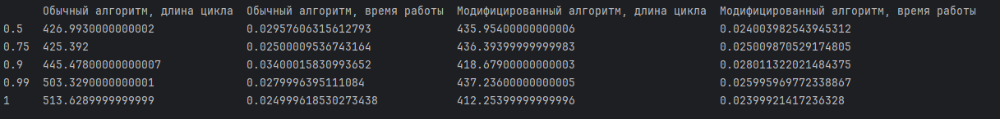 Обычный алгоритм, длина цикла Обычный алгоритм, время работы Модифицированный алгоритм, длина цикла Модифицированный алгоритм, время работы
0.5 426.9930000000002 0.02957606315612793 435.95400000000006 0.024003982543945312
0.75 425.392 0.02500009536743164 436.39399999999983 0.025009870529174805
0.9 445.47800000000007 0.03400015830993652 418.67900000000003 0.028011322021484375
0.99 503.3290000000001 0.0279996395111084 437.23600000000005 0.025995969772338867
1 513.6289999999999 0.024999618530273438 412.25399999999996 0.02399921417236328